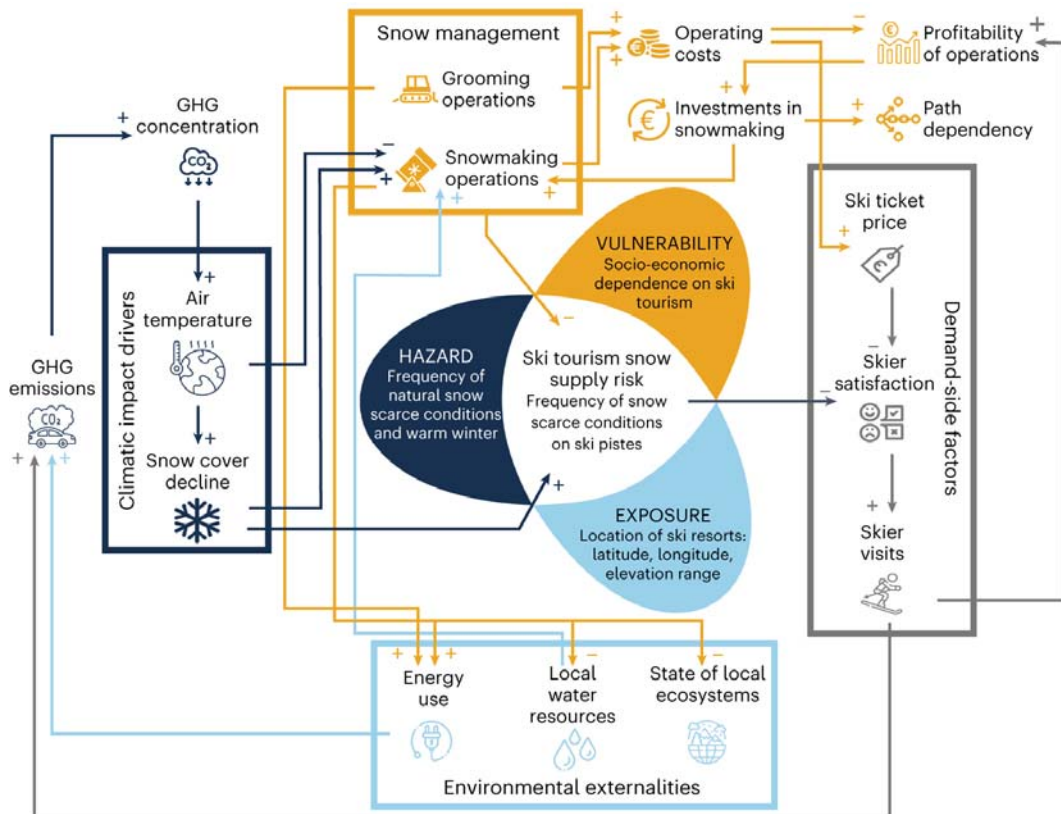 Snow management
Grooming
operations
Snowmaking
operations
Operating
costs
Profitability
of operations
Investments in
snowmaking
Path
dependency
GHG
concentration
CO2
GHG
emissions
CO2
Climatic impact drivers
Air
temperature
Snow cover
decline
VULNERABILITY
Socio-economic
dependence on ski
tourism
HAZARD
Frequency of
natural snow
scarce conditions
and warm winter
Ski tourism snow
supply risk
Frequency of snow
scarce conditions
on ski pistes
EXPOSURE
Location of ski resorts:
latitude, longitude,
elevation range
Demand-side factors
Ski ticket
price
Skier
satisfaction
Skier
visits
Energy
use
Local
water
resources
State of local
ecosystems
Environmental externalities